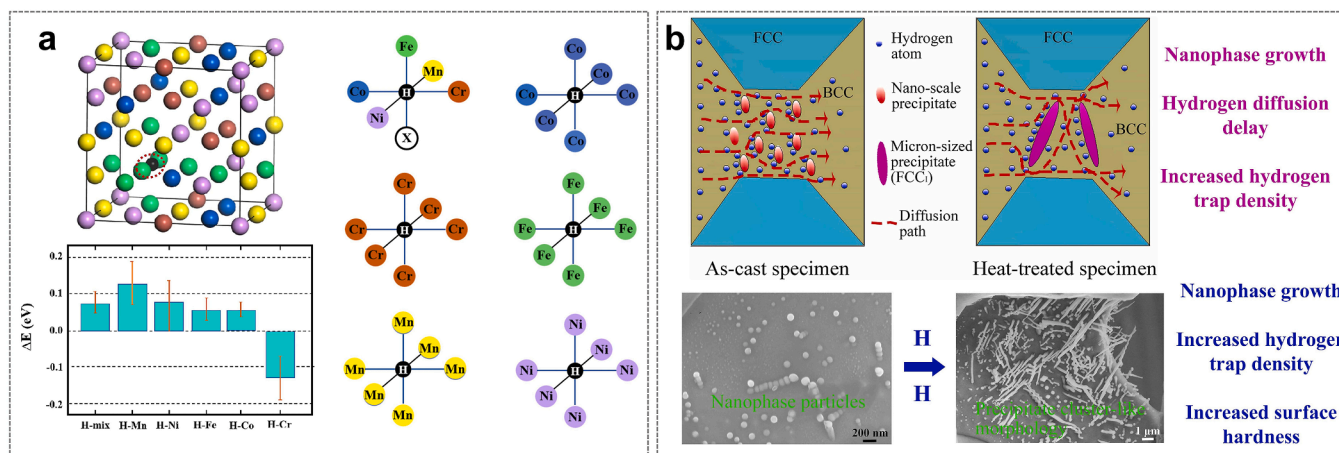 a
Fe
Mn
Co
H
Cr
Ni
X
Co
Co
Co
H
Co
Co
Co
Cr
Cr
Cr
H
Cr
Cr
Cr
Fe
Fe
Fe
H
Fe
Fe
Fe
Mn
Mn
Mn
H
Mn
Mn
Mn
Ni
Ni
Ni
H
Ni
Ni
Ni
ΔE (eV)
0.2
0.1
0.0
-0.1
-0.2
H-mix
H-Mn
H-Ni
H-Fe
H-Co
H-Cr
b
FCC
BCC
As-cast specimen
Hydrogen
atom
Nano-scale
precipitate
Micron-sized
precipitate
(FCC₁)
Diffusion
path
FCC
BCC
Heat-treated specimen
Nanophase growth
Hydrogen diffusion
delay
Increased hydrogen
trap density
Nanophase particles
200 nm
H
H
morphology
1 μm
Nanophase growth
Increased hydrogen
trap density
Increased surface
hardness